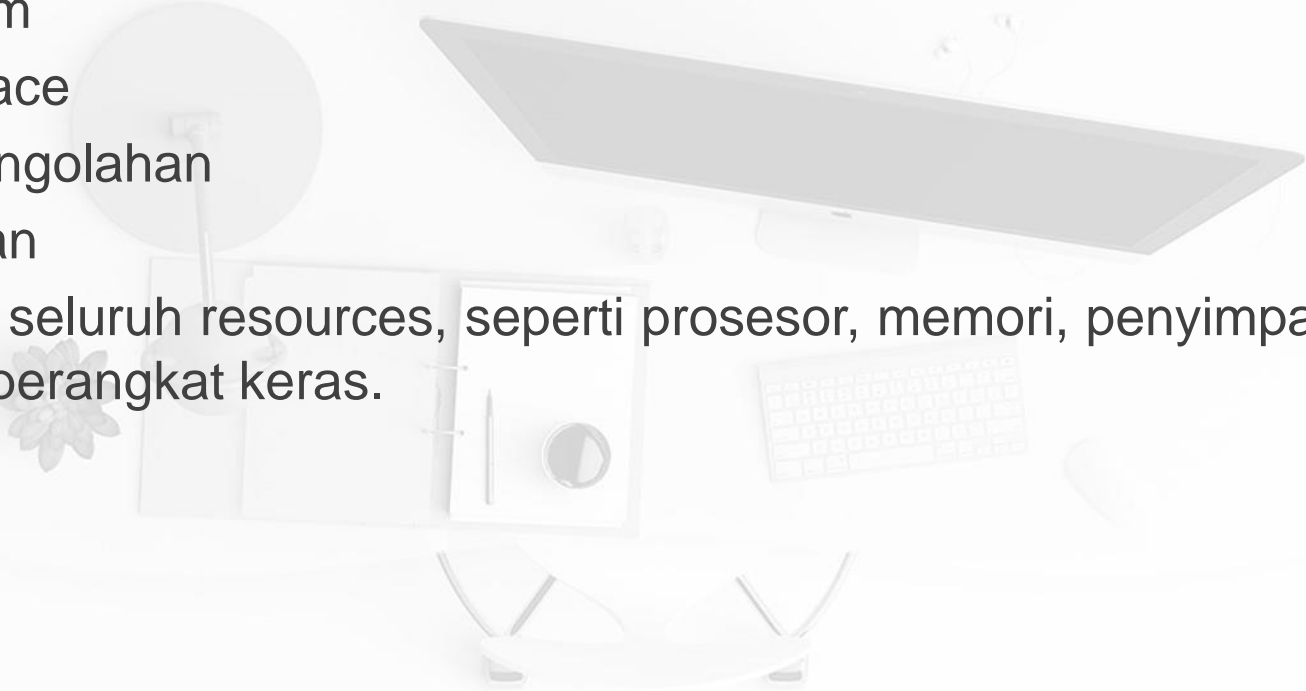 m
ace
ngolahan
an
seluruh resources, seperti prosesor, memori, penyimpa
perangkat keras.